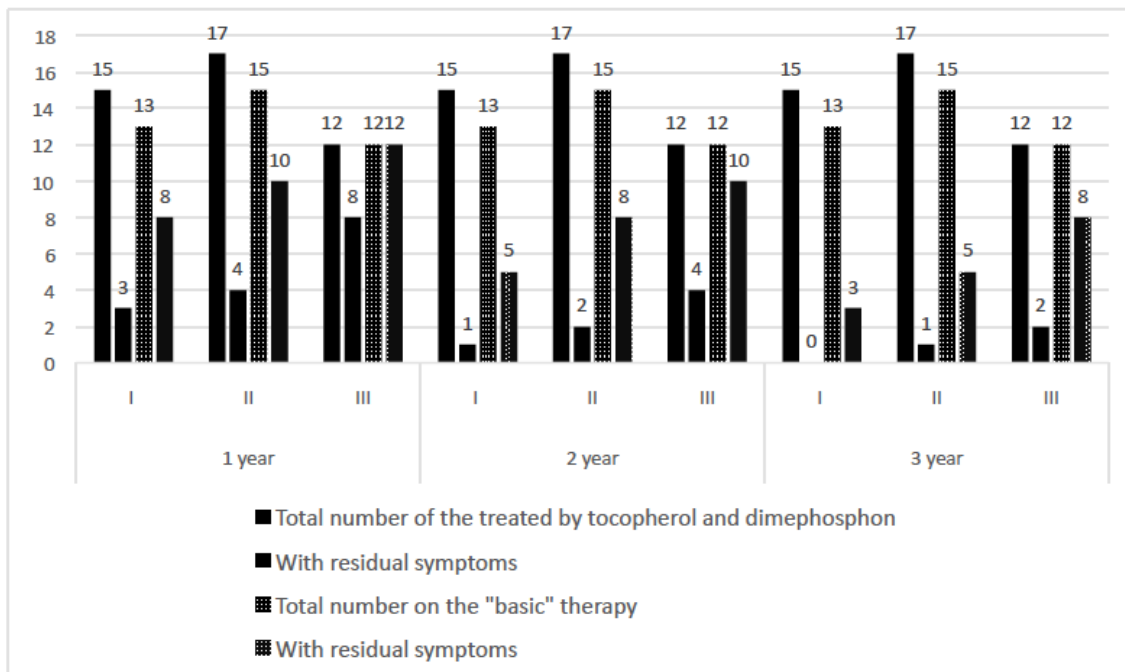 18
17 17 17
16
15 15 15 15 15 15
14
13 13 13
12
12 12 12 12 12 12 12
10
10 10
8
8 8 8 8
6
5 5
4
4 4
3 3
2
2 2
1 1
0
0
I II III I II III I II III
1 year 2 year 3 year
Total number of the treated by tocopherol and dimephosphon
With residual symptoms
Total number on the "basic" therapy
With residual symptoms